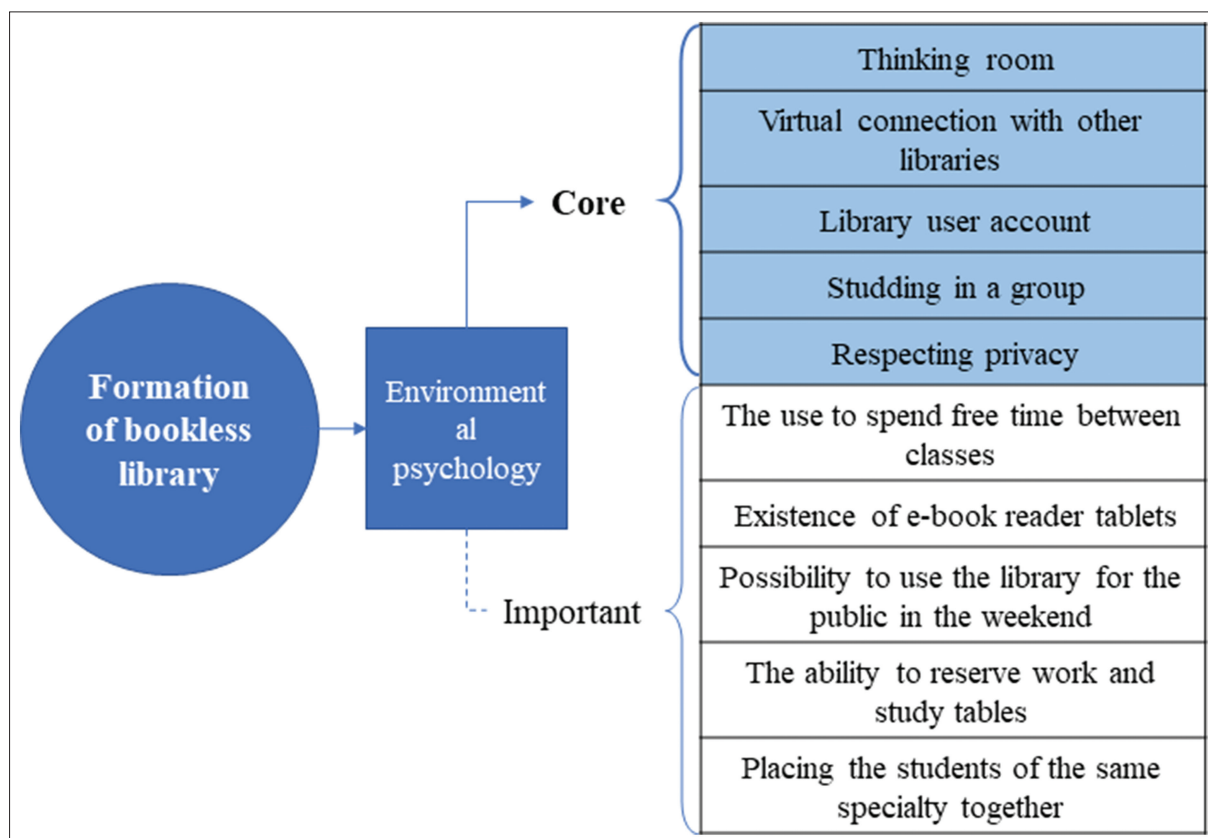 Formation
of bookless
library
Environment
al
psychology
Core
Thinking room
Virtual connection with other
libraries
Library user account
Studding in a group
Respecting privacy
Important
The use to spend free time between
classes
Existence of e-book reader tablets
Possibility to use the library for the
public in the weekend
The ability to reserve work and
study tables
Placing the students of the same
specialty together